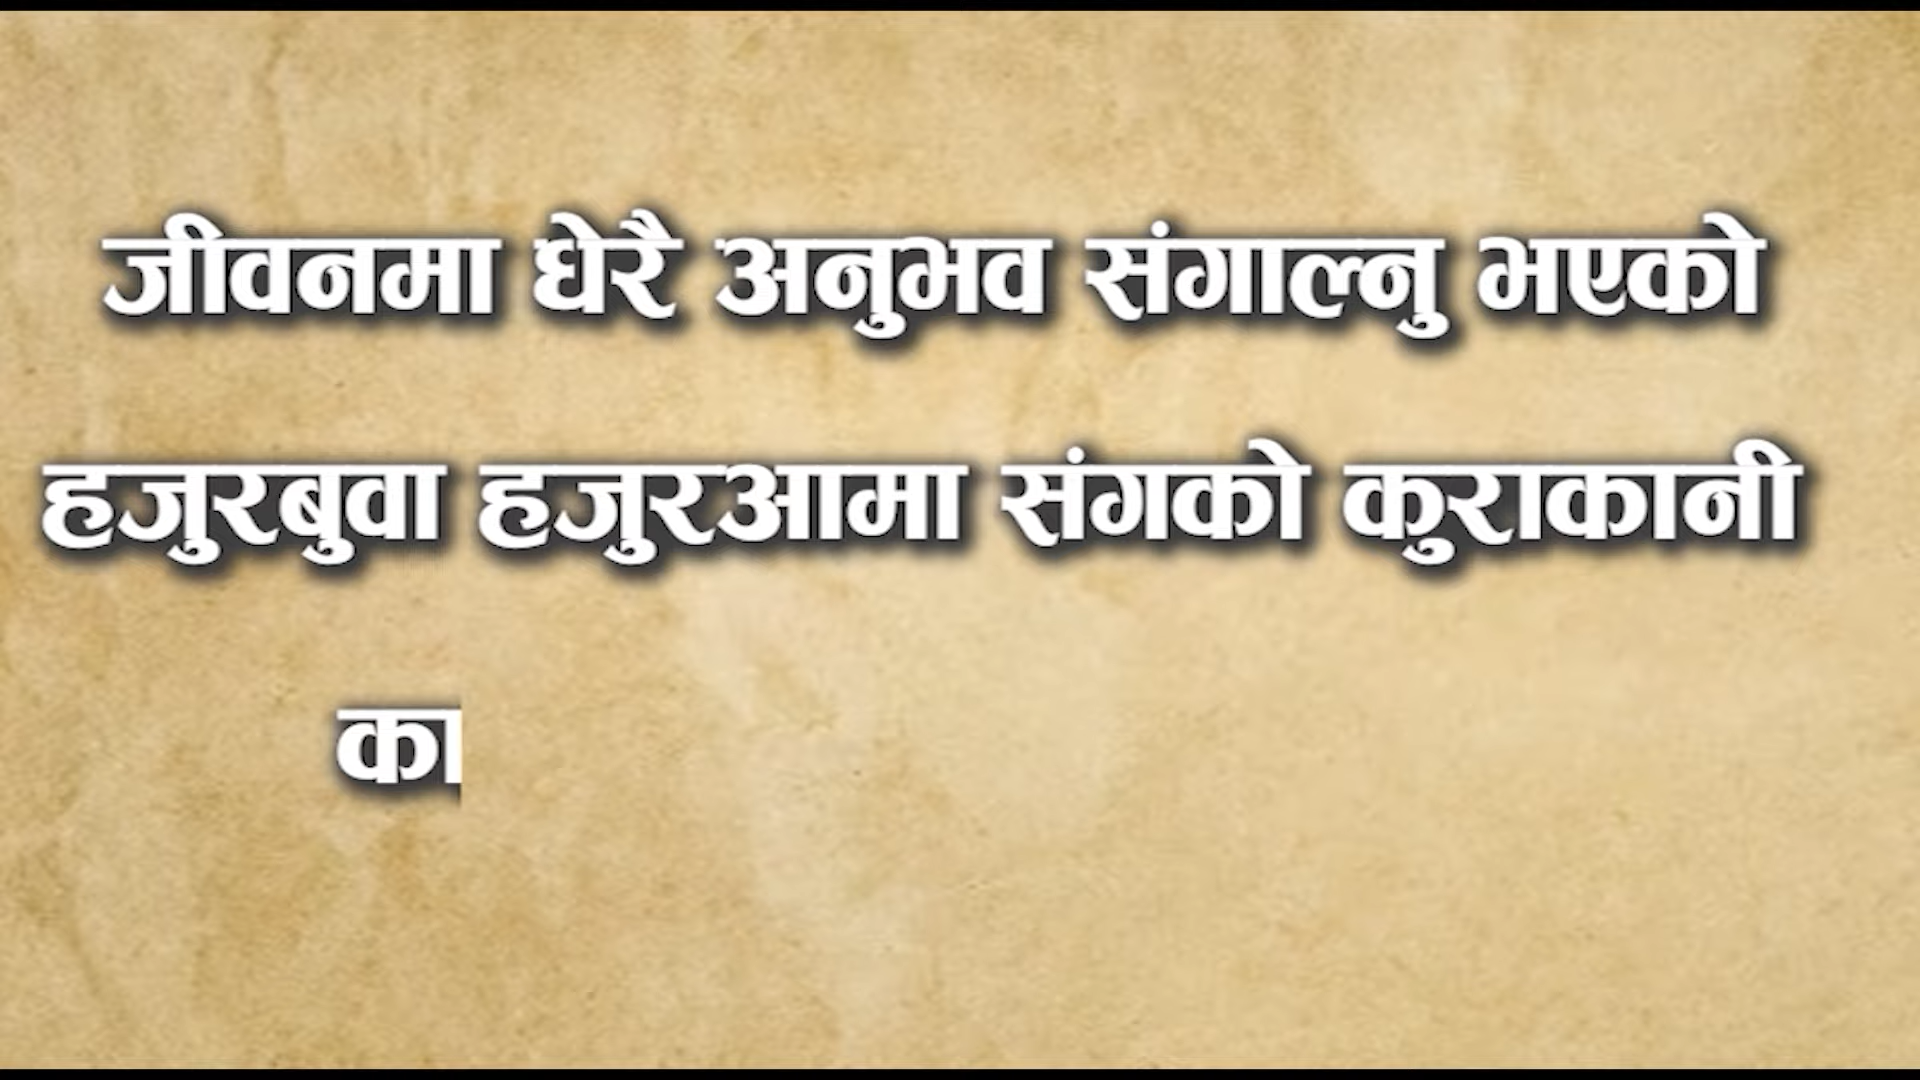 जीवनमा धेरै अनुभव संगाल्नु भएको
हजुरबुवा हजुरआमा संगको कुराकानी
का